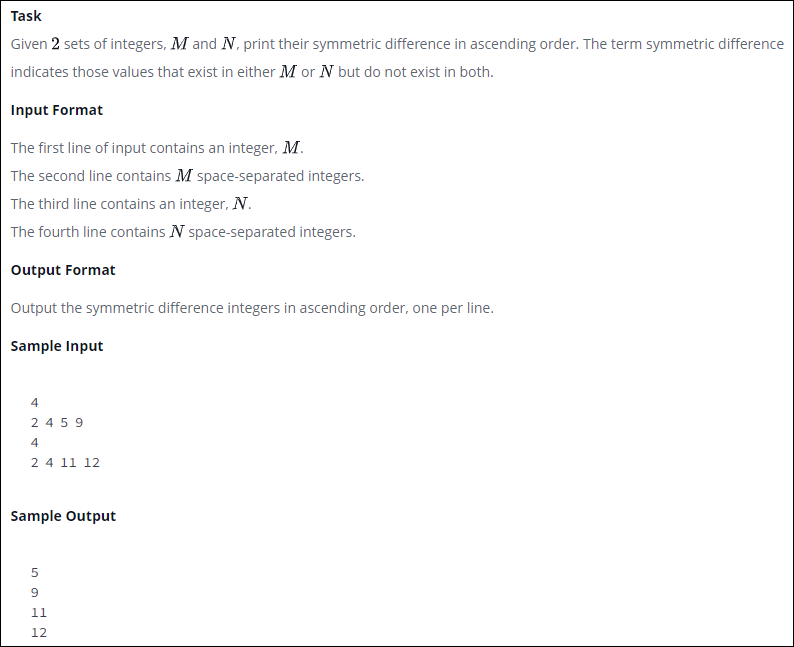 Task
Given 2 sets of integers, M and N, print their symmetric difference in ascending order. The term symmetric difference
indicates those values that exist in either M or N but do not exist in both.
Input Format
The first line of input contains an integer, M.
The second line contains M space-separated integers.
The third line contains an integer, N.
The fourth line contains N space-separated integers.
Output Format
Output the symmetric difference integers in ascending order, one per line.
Sample Input
4
2 4 5 9
4
2 4 11 12
Sample Output
5
9
11
12